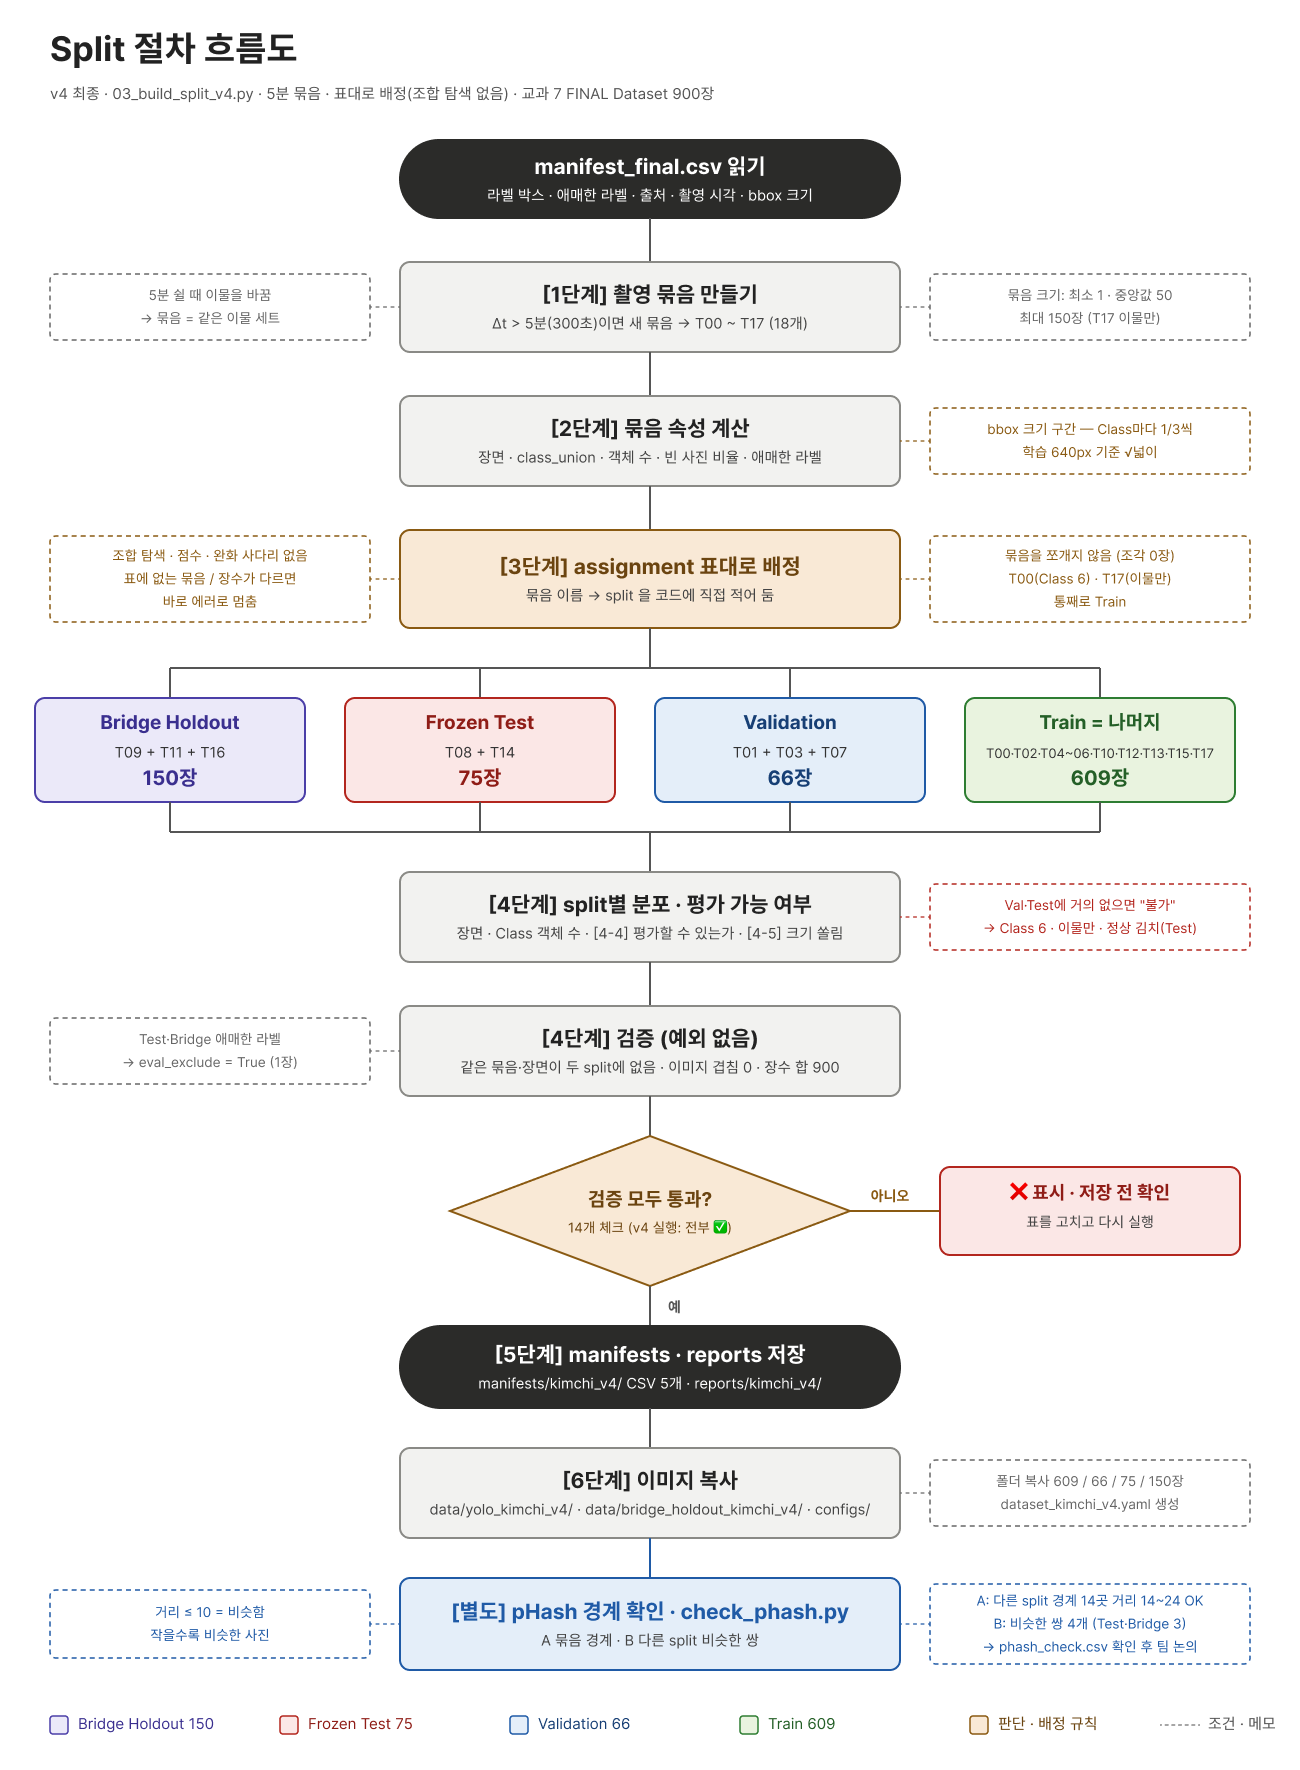 Split 절차 흐름도
v4 최종 · 03_build_split_v4.py · 5분 묶음 · 표대로 배정(조합 탐색 없음) · 교과 7 FINAL Dataset 900장
manifest_final.csv 읽기
라벨 박스 · 애매한 라벨 · 출처 · 촬영 시각 · bbox 크기
5분 쉴 때 이물을 바꿈
→ 묶음 = 같은 이물 세트
[1단계] 촬영 묶음 만들기
Δt > 5분(300초)이면 새 묶음 → T00 ~ T17 (18개)
묶음 크기: 최소 1 · 중앙값 50
최대 150장 (T17 이물만)
[2단계] 묶음 속성 계산
장면 · class_union · 객체 수 · 빈 사진 비율 · 애매한 라벨
bbox 크기 구간 — Class마다 1/3씩
학습 640px 기준 √넓이
조합 탐색 · 점수 · 완화 사다리 없음
표에 없는 묶음 / 장수가 다르면
바로 에러로 멈춤
[3단계] assignment 표대로 배정
묶음 이름 → split 을 코드에 직접 적어 둠
묶음을 쪼개지 않음 (조각 0장)
T00(Class 6) · T17(이물만)
통째로 Train
Bridge Holdout
T09 + T11 + T16
150장
Frozen Test
T08 + T14
75장
Validation
T01 + T03 + T07
66장
Train = 나머지
T00·T02·T04~06·T10·T12·T13·T15·T17
609장
[4단계] split별 분포 · 평가 가능 여부
장면 · Class 객체 수 · [4-4] 평가할 수 있는가 · [4-5] 크기 쏠림
Val·Test에 거의 없으면 "불가"
→ Class 6 · 이물만 · 정상 김치(Test)
Test·Bridge 애매한 라벨
→ eval_exclude = True (1장)
[4단계] 검증 (예외 없음)
같은 묶음·장면이 두 split에 없음 · 이미지 겹침 0 · 장수 합 900
검증 모두 통과?
14개 체크 (v4 실행: 전부 ✅)
아니오
❌ 표시 · 저장 전 확인
표를 고치고 다시 실행
예
[5단계] manifests · reports 저장
manifests/kimchi_v4/ CSV 5개 · reports/kimchi_v4/
[6단계] 이미지 복사
data/yolo_kimchi_v4/ · data/bridge_holdout_kimchi_v4/ · configs/
폴더 복사 609 / 66 / 75 / 150장
dataset_kimchi_v4.yaml 생성
거리 ≤ 10 = 비슷함
작을수록 비슷한 사진
[별도] pHash 경계 확인 · check_phash.py
A 묶음 경계 · B 다른 split 비슷한 쌍
A: 다른 split 경계 14곳 거리 14~24 OK
B: 비슷한 쌍 4개 (Test·Bridge 3)
→ phash_check.csv 확인 후 팀 논의
Bridge Holdout 150
Frozen Test 75
Validation 66
Train 609
판단 · 배정 규칙
조건 · 메모